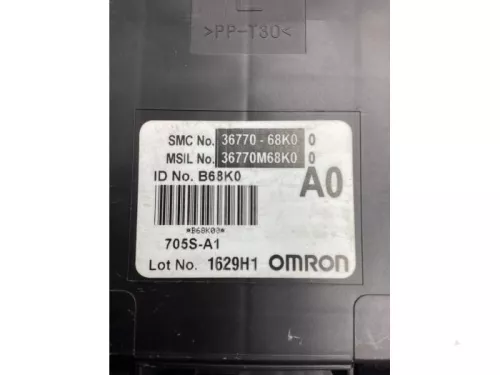 >PP-T30<
SMC No. 36770-68K0 0
MSIL No. 36770M68K0 0
ID No. B68K0
A0
*B68K00*
705S-A1
Lot No. 1629H1 OMRON